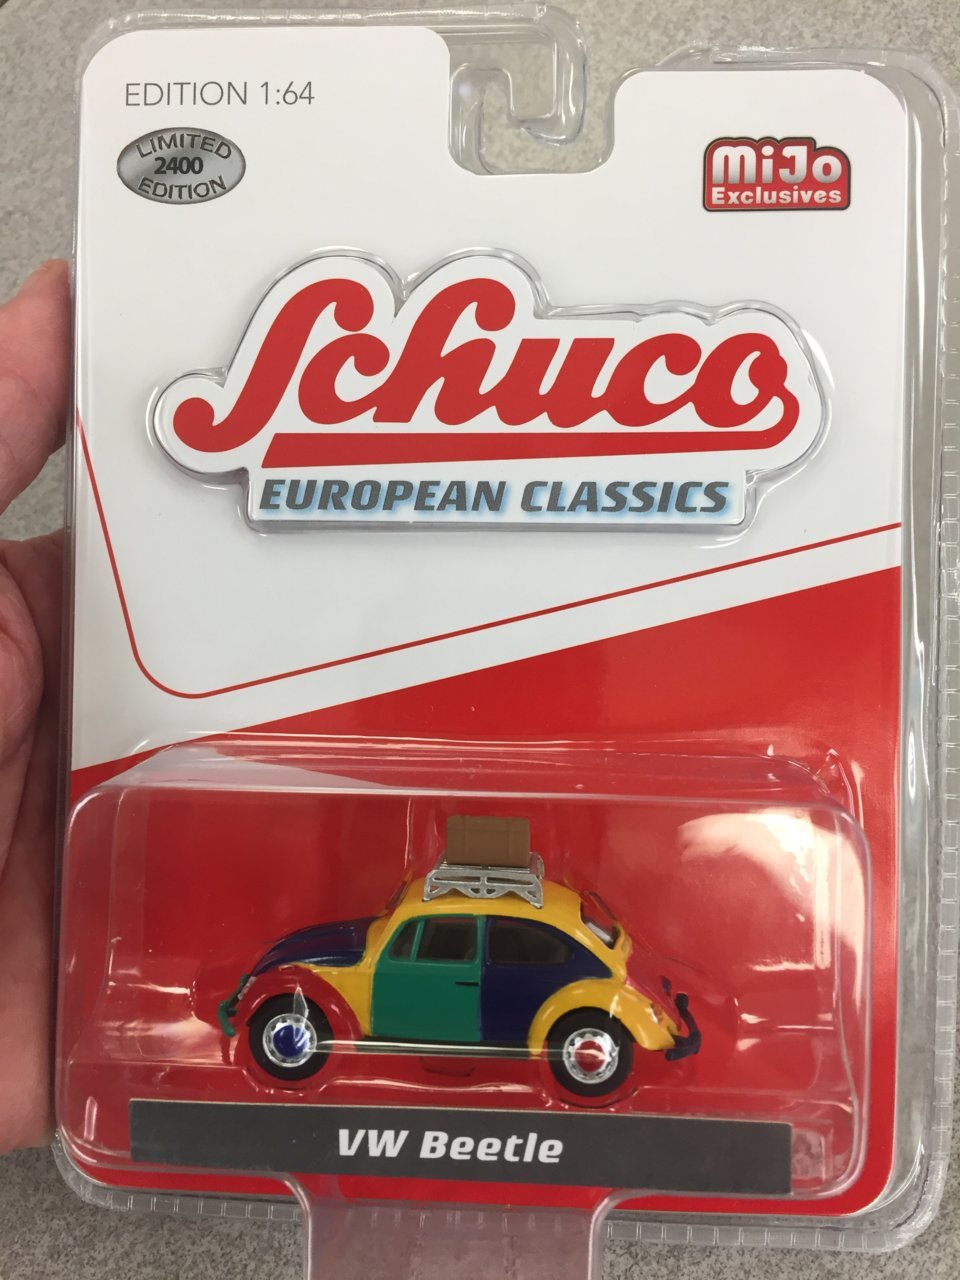 EDITION 1:64
LIMITED
2400
EDITION
MiJo
Exclusives
Schuco
EUROPEAN CLASSICS
VW Beetle